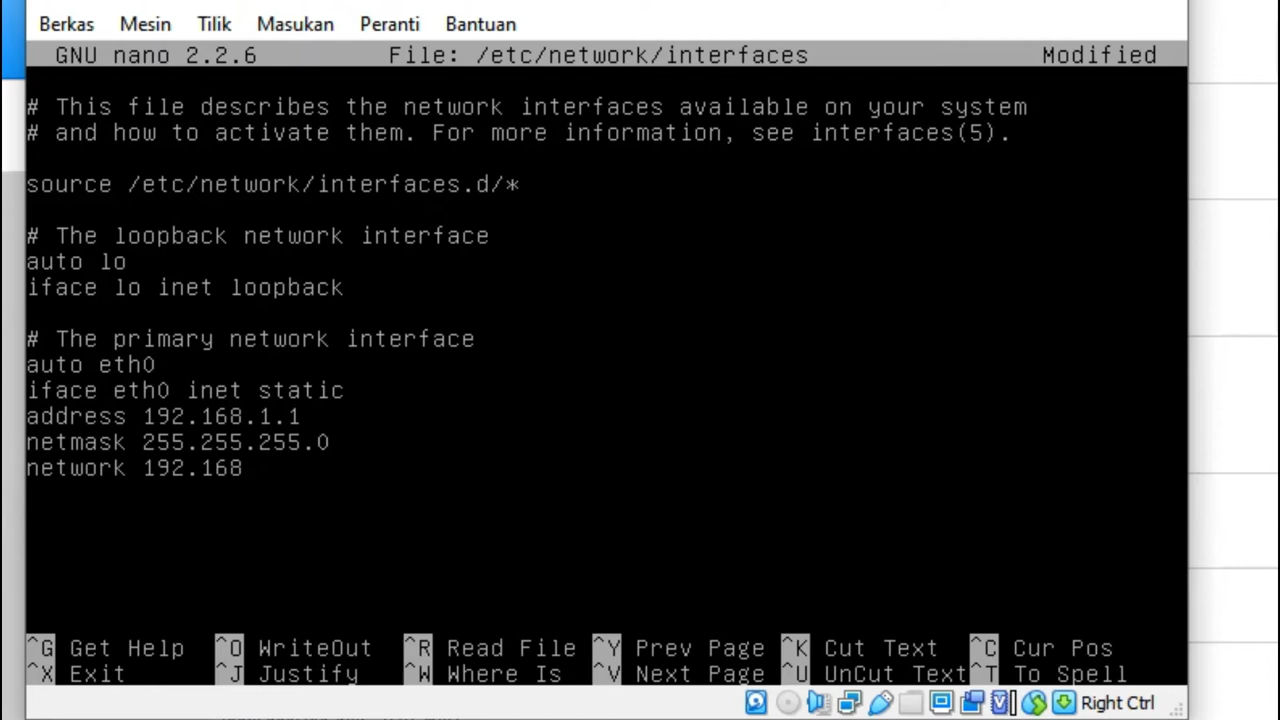 Berkas Mesin Tilik Masukan Peranti Bantuan
GNU nano 2.2.6 File: /etc/network/interfaces Modified
# This file describes the network interfaces available on your system
# and how to activate them. For more information, see interfaces(5).
source /etc/network/interfaces.d/*
# The loopback network interface
auto lo
iface lo inet loopback
# The primary network interface
auto eth0
iface eth0 inet static
address 192.168.1.1
netmask 255.255.255.0
network 192.168
^G Get Help ^O WriteOut ^R Read File ^Y Prev Page ^K Cut Text ^C Cur Pos
^X Exit ^J Justify ^W Where Is ^V Next Page ^U UnCut Text ^T To Spell
Right Ctrl